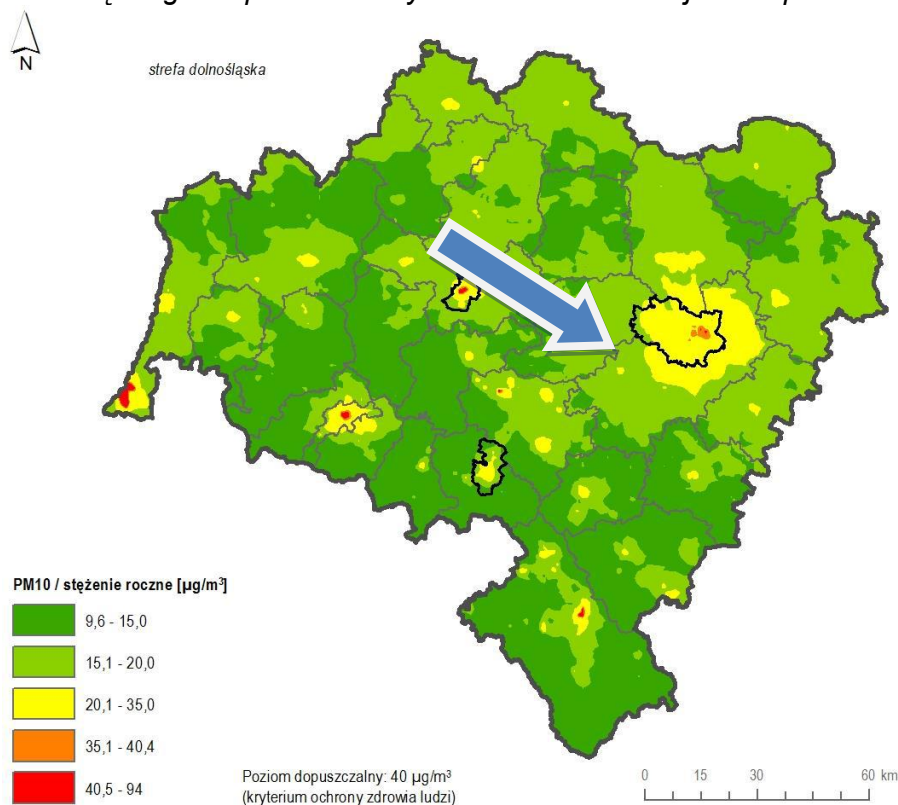 N
strefa dolnośląska
PM10 / stężenie roczne [µg/m³]
9,6 - 15,0
15,1 - 20,0
20,1 - 35,0
35,1 - 40,4
40,5 - 94
Poziom dopuszczalny: 40 µg/m³
(kryterium ochrony zdrowia ludzi)
0 15 30 60 km